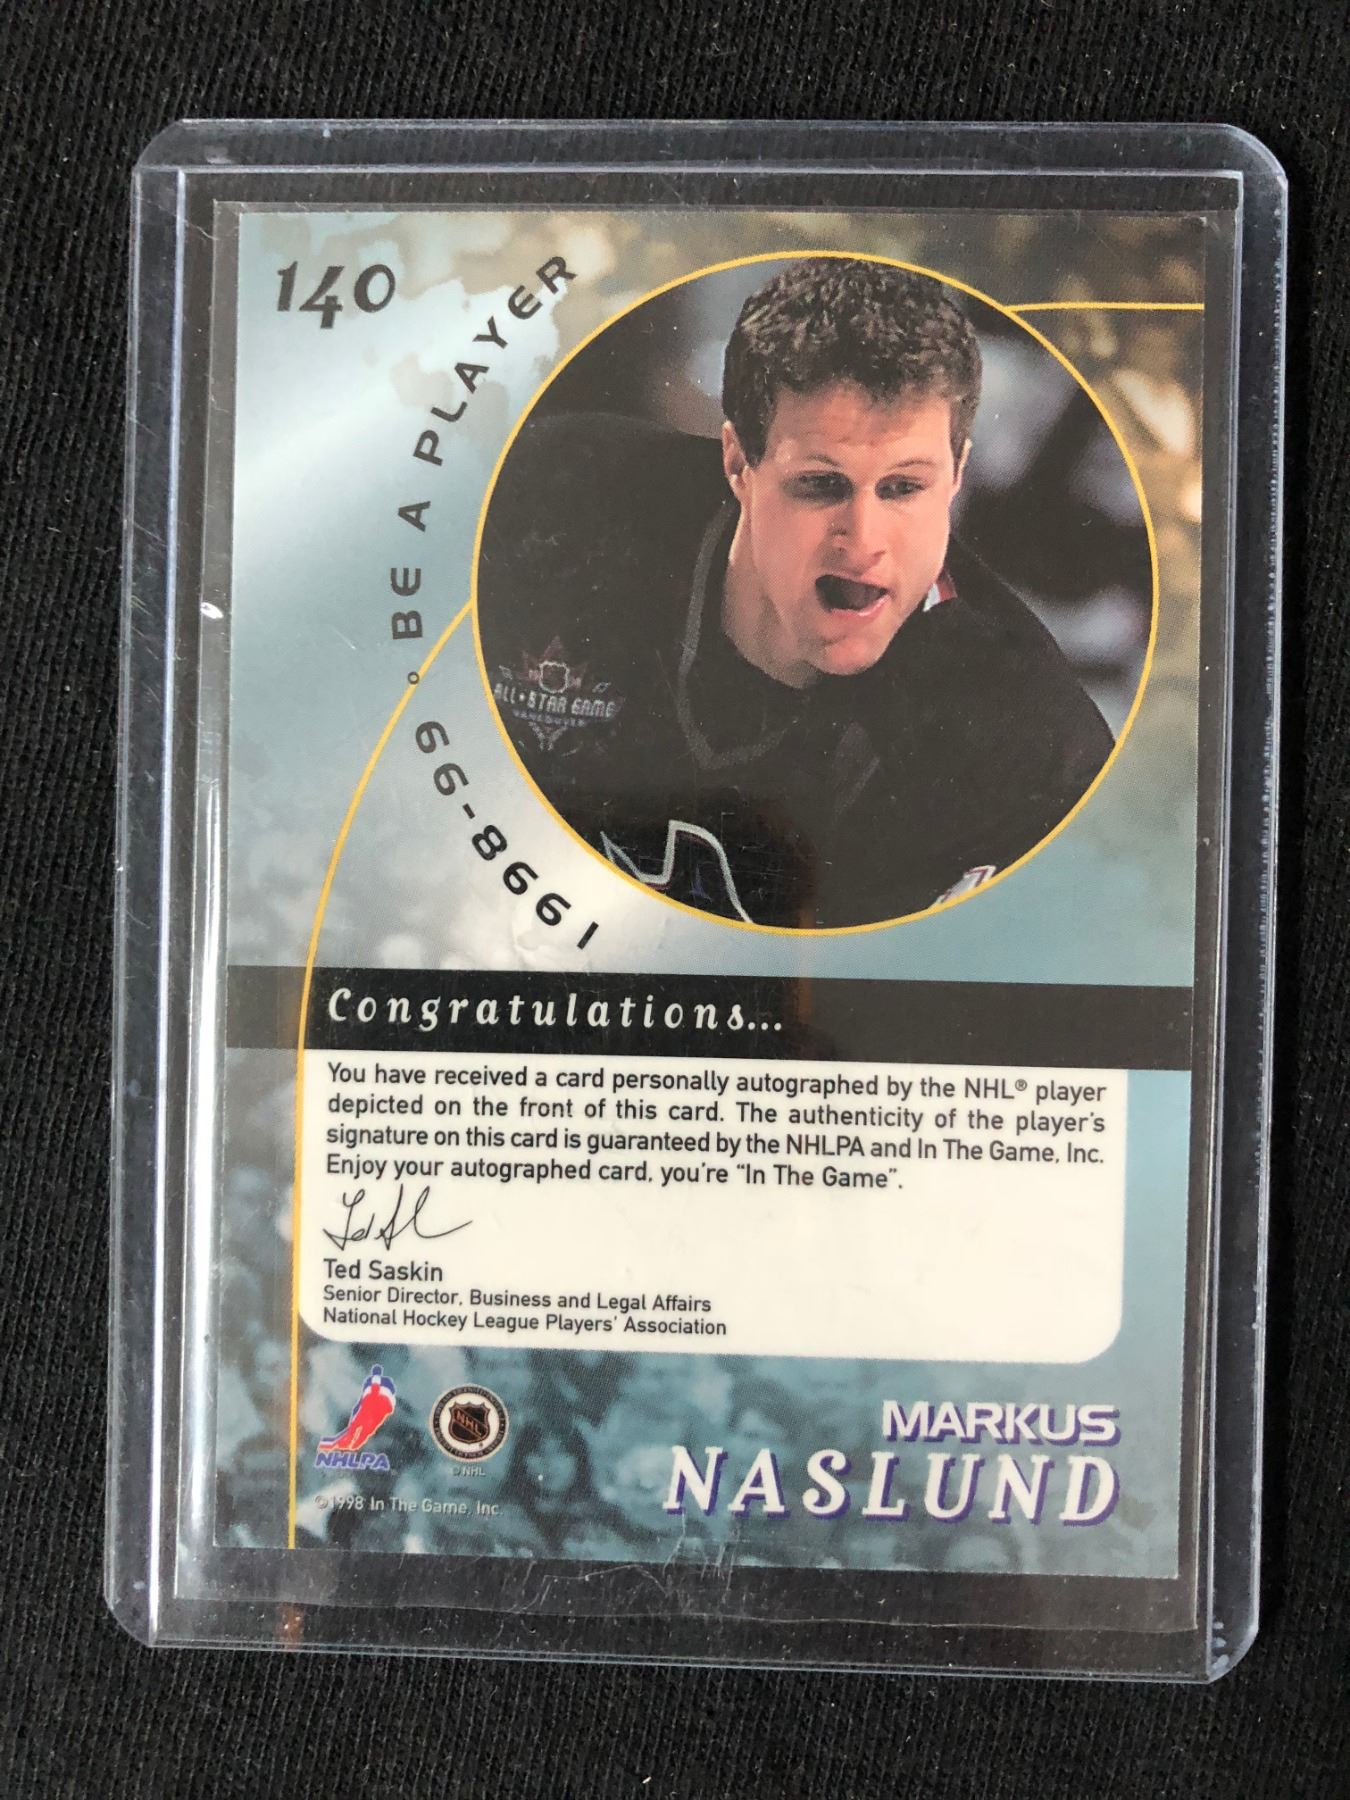 140
1998-99 • BE A PLAYER
ALL★STAR GAME
VANCOUVER
Congratulations...
You have received a card personally autographed by the NHL® player
depicted on the front of this card. The authenticity of the player's
signature on this card is guaranteed by the NHLPA and In The Game, Inc.
Enjoy your autographed card, you're "In The Game".
Ted Saskin
Senior Director, Business and Legal Affairs
National Hockey League Players' Association
NHLPA
NHL
© NHL
©1998 In The Game, Inc.
MARKUS
NASLUND